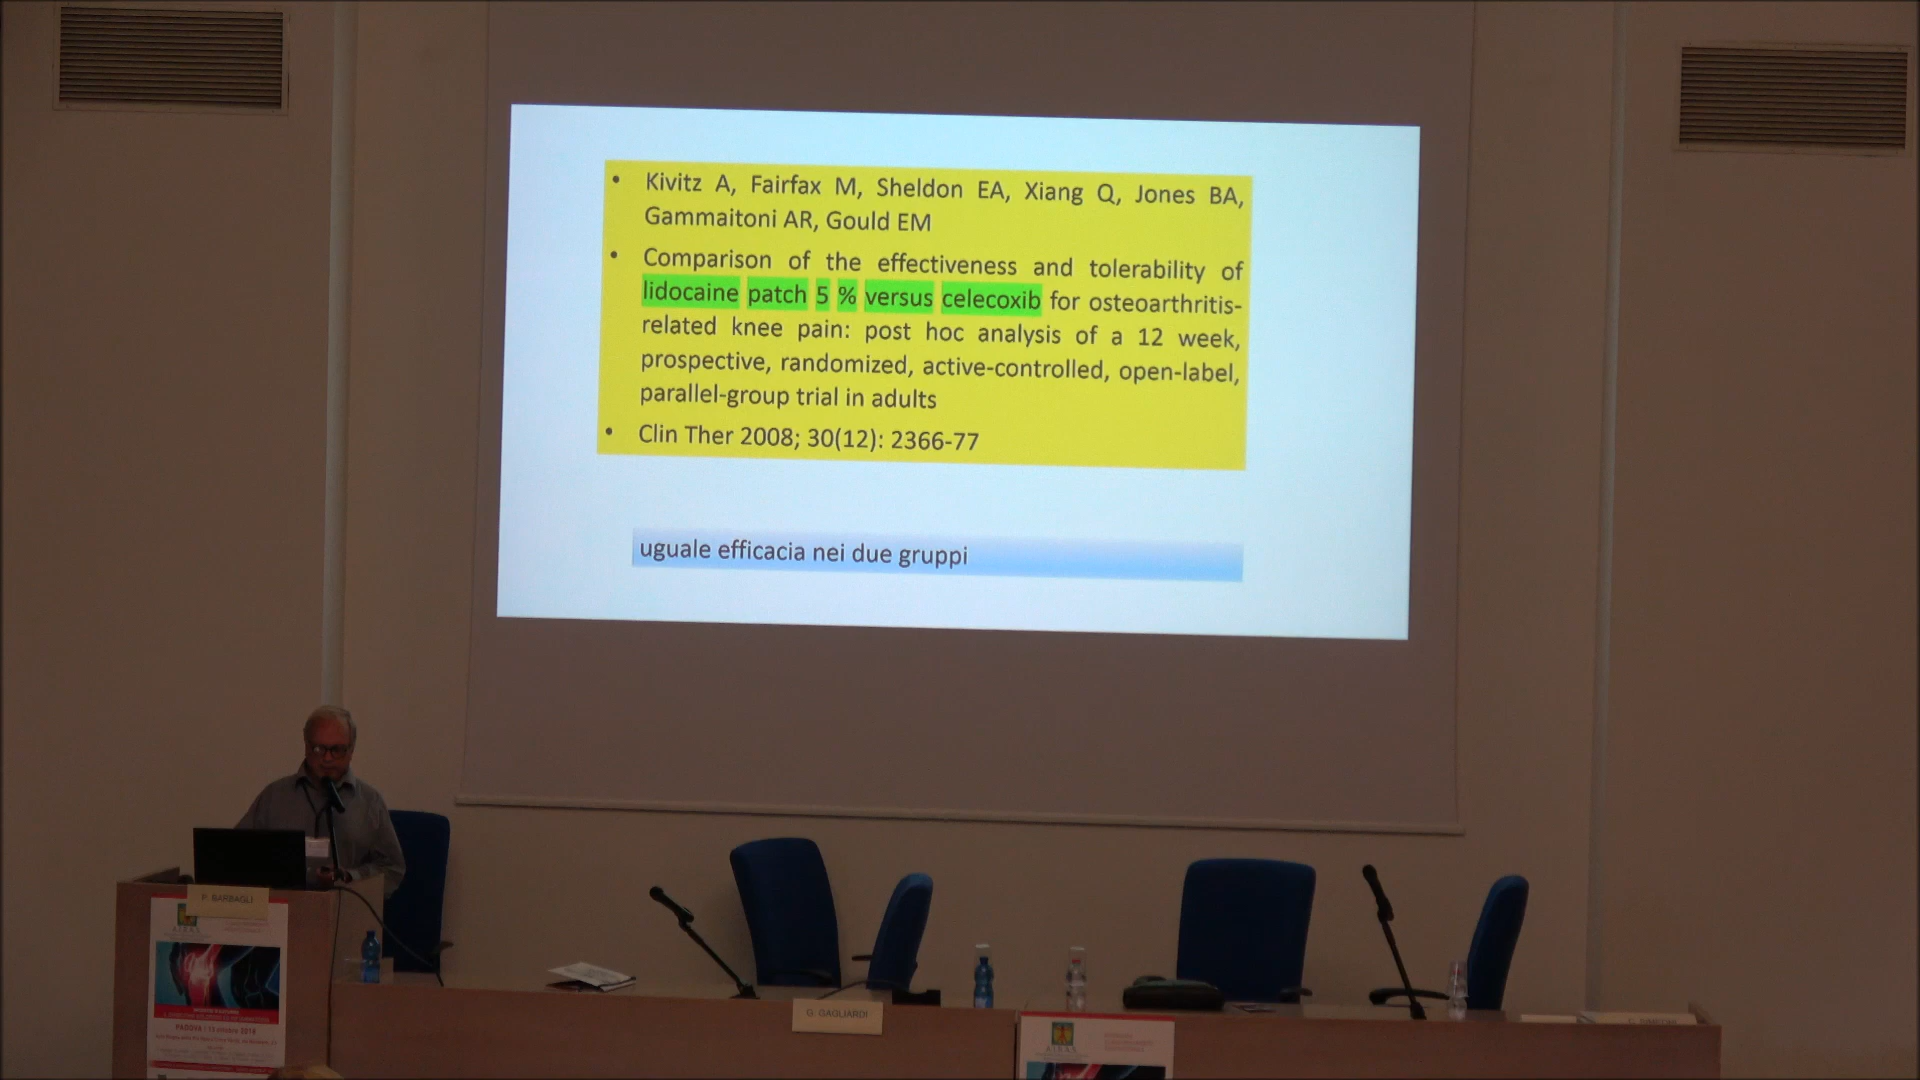 • Kivitz A, Fairfax M, Sheldon EA, Xiang Q, Jones BA,
Gammaitoni AR, Gould EM
• Comparison of the effectiveness and tolerability of
lidocaine patch 5 % versus celecoxib for osteoarthritis-
related knee pain: post hoc analysis of a 12 week,
prospective, randomized, active-controlled, open-label,
parallel-group trial in adults
• Clin Ther 2008; 30(12): 2366-77
uguale efficacia nei due gruppi
P. BARBAGLI
PADOVA
G. GAGLIARDI